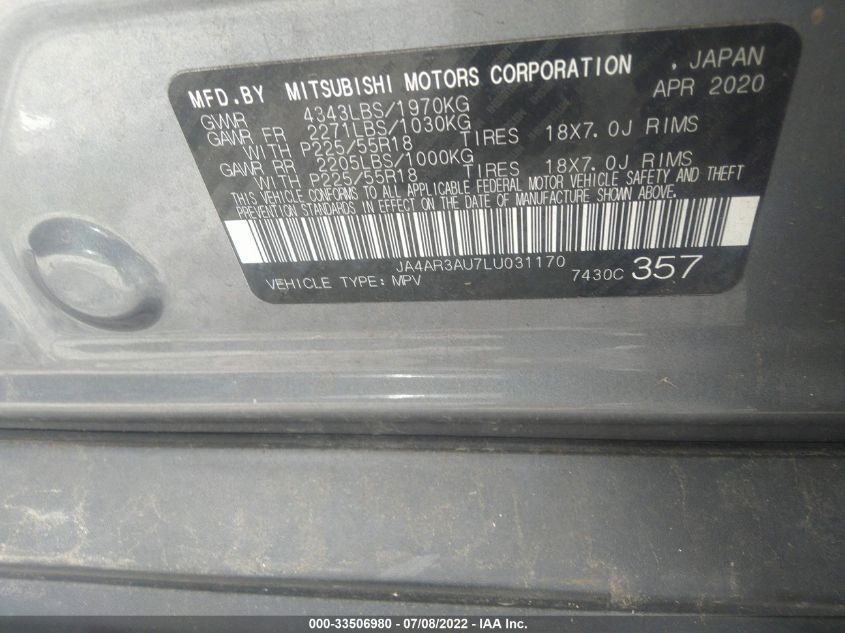 MFD.BY MITSUBISHI MOTORS CORPORATION , JAPAN
GVWR 4343LBS/1970KG APR 2020
GAWR FR 2271LBS/1030KG
WITH P225/55R18 TIRES 18X7.0J RIMS
GAWR RR 2205LBS/1000KG
WITH P225/55R18 TIRES 18X7.0J RIMS
THIS VEHICLE CONFORMS TO ALL APPLICABLE FEDERAL MOTOR VEHICLE SAFETY AND THEFT
PREVENTION STANDARDS IN EFFECT ON THE DATE OF MANUFACTURE SHOWN ABOVE.
JA4AR3AU7LU031170
VEHICLE TYPE: MPV 7430C 357
000-33506980 - 07/08/2022 - IAA Inc.